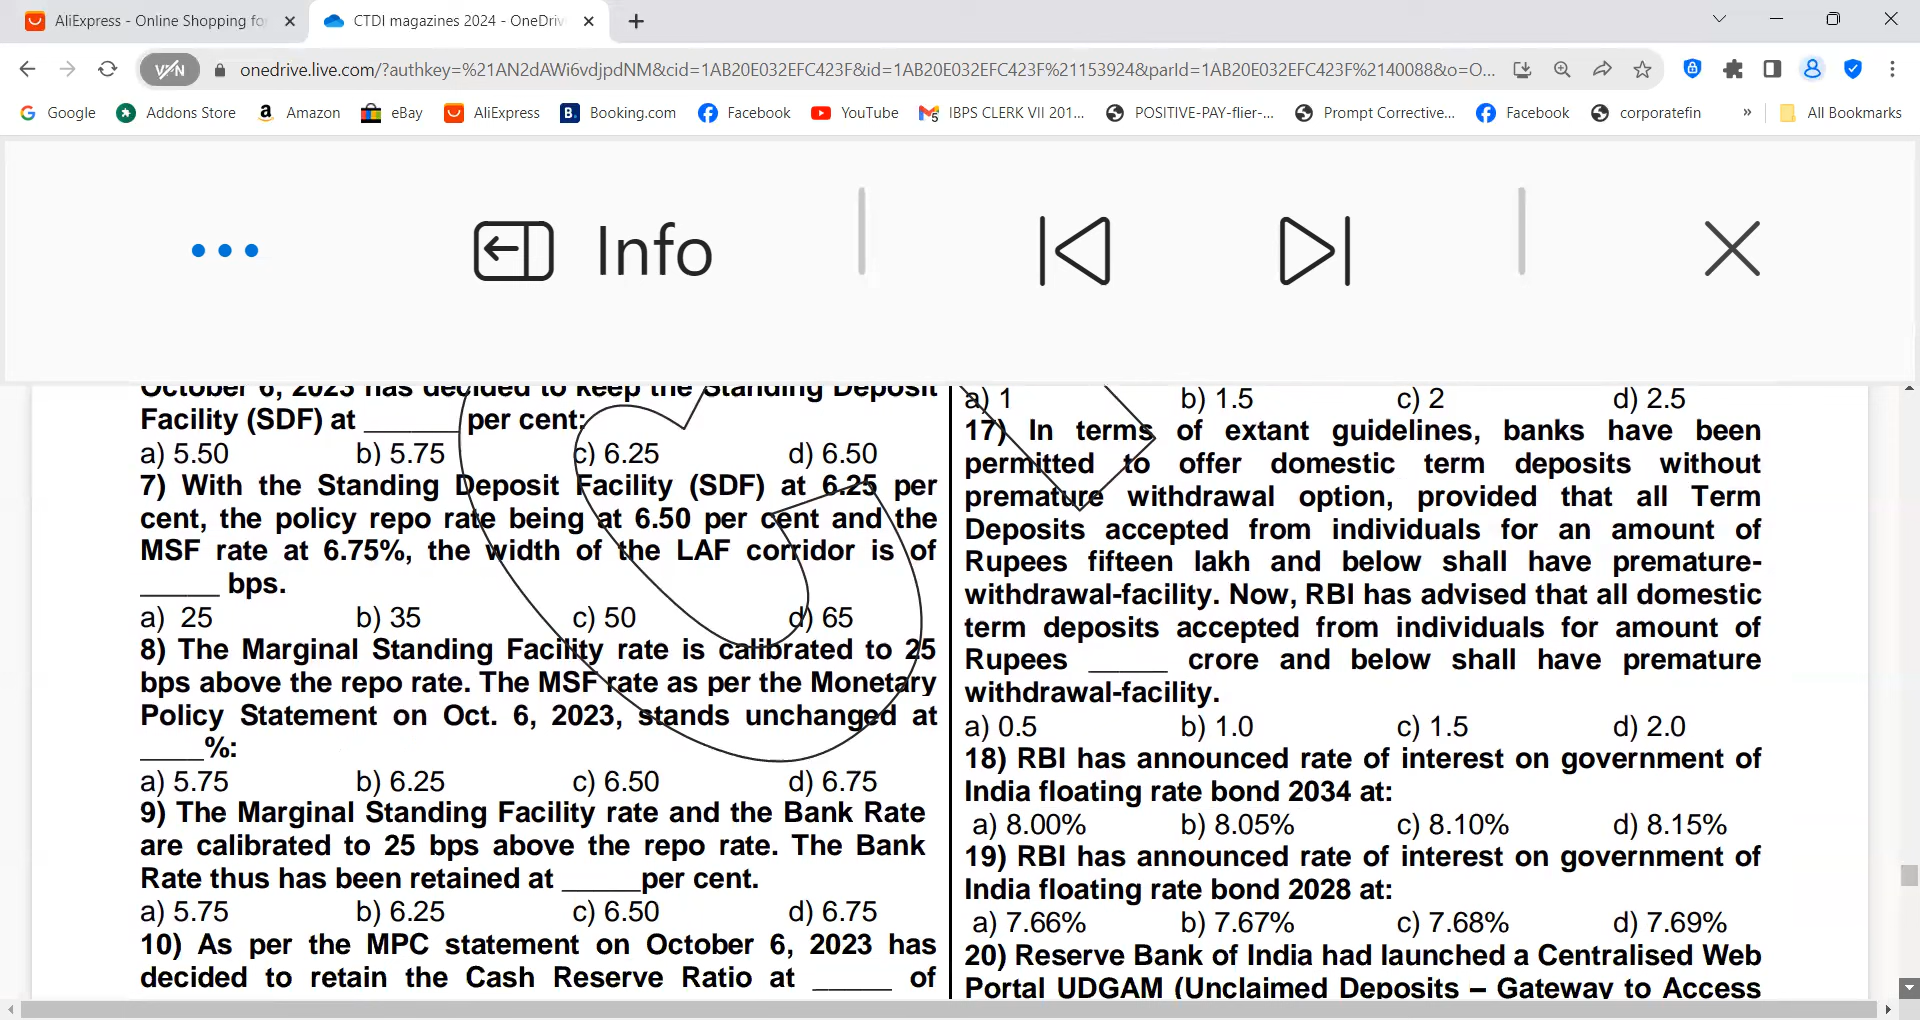 AliExpress - Online Shopping fo
CTDI magazines 2024 - OneDriv
VPN
onedrive.live.com/?authkey=%21AN2dAWi6vdjpdNM&cid=1AB20E032EFC423F&id=1AB20E032EFC423F%21153924&parId=1AB20E032EFC423F%2140088&o=O...
Google
Addons Store
Amazon
eBay
AliExpress
Booking.com
Facebook
YouTube
IBPS CLERK VII 201...
POSITIVE-PAY-flier-...
Prompt Corrective...
Facebook
corporatefin
»
All Bookmarks
Info
October 6, 2023 has decided to keep the Standing Deposit
Facility (SDF) at ______ per cent:
a) 5.50 b) 5.75 c) 6.25 d) 6.50
7) With the Standing Deposit Facility (SDF) at 6.25 per
cent, the policy repo rate being at 6.50 per cent and the
MSF rate at 6.75%, the width of the LAF corridor is of
_____ bps.
a) 25 b) 35 c) 50 d) 65
8) The Marginal Standing Facility rate is calibrated to 25
bps above the repo rate. The MSF rate as per the Monetary
Policy Statement on Oct. 6, 2023, stands unchanged at
____%:
a) 5.75 b) 6.25 c) 6.50 d) 6.75
9) The Marginal Standing Facility rate and the Bank Rate
are calibrated to 25 bps above the repo rate. The Bank
Rate thus has been retained at _____per cent.
a) 5.75 b) 6.25 c) 6.50 d) 6.75
10) As per the MPC statement on October 6, 2023 has
decided to retain the Cash Reserve Ratio at _____ of
a) 1 b) 1.5 c) 2 d) 2.5
17) In terms of extant guidelines, banks have been
permitted to offer domestic term deposits without
premature withdrawal option, provided that all Term
Deposits accepted from individuals for an amount of
Rupees fifteen lakh and below shall have premature-
withdrawal-facility. Now, RBI has advised that all domestic
term deposits accepted from individuals for amount of
Rupees _____ crore and below shall have premature
withdrawal-facility.
a) 0.5 b) 1.0 c) 1.5 d) 2.0
18) RBI has announced rate of interest on government of
India floating rate bond 2034 at:
a) 8.00% b) 8.05% c) 8.10% d) 8.15%
19) RBI has announced rate of interest on government of
India floating rate bond 2028 at:
a) 7.66% b) 7.67% c) 7.68% d) 7.69%
20) Reserve Bank of India had launched a Centralised Web
Portal UDGAM (Unclaimed Deposits – Gateway to Access